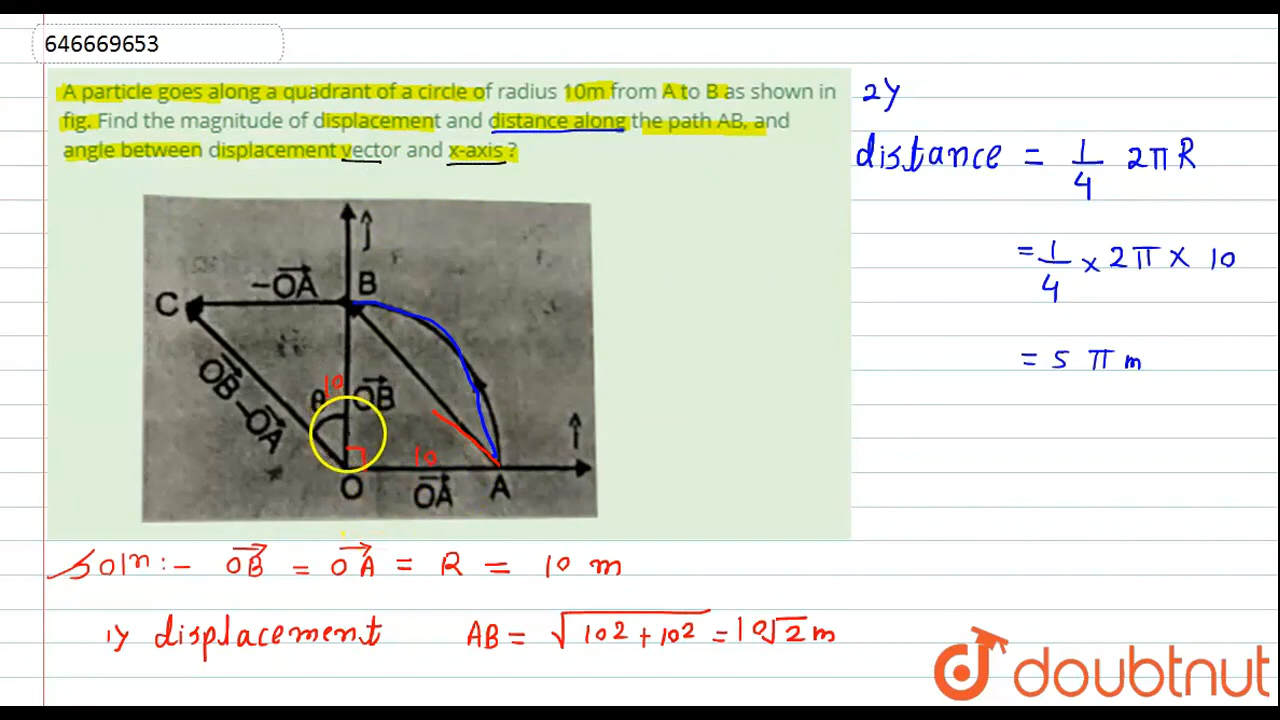 646669653
A particle goes along a quadrant of a circle of radius 10m from A to B as shown in
fig. Find the magnitude of displacement and distance along the path AB, and
angle between displacement vector and x-axis ?
ĵ
-OA⃗
B
C
OB⃗ -OA⃗
θ
10
OB⃗
î
10
O
OA⃗
A
2Y
distance = 1/4 2πR
= 1/4 × 2π × 10
= 5 π m
Soln :- OB⃗ = OA⃗ = R = 10 m
1Y displacement AB = √10² + 10² = 10√2 m
doubtnut